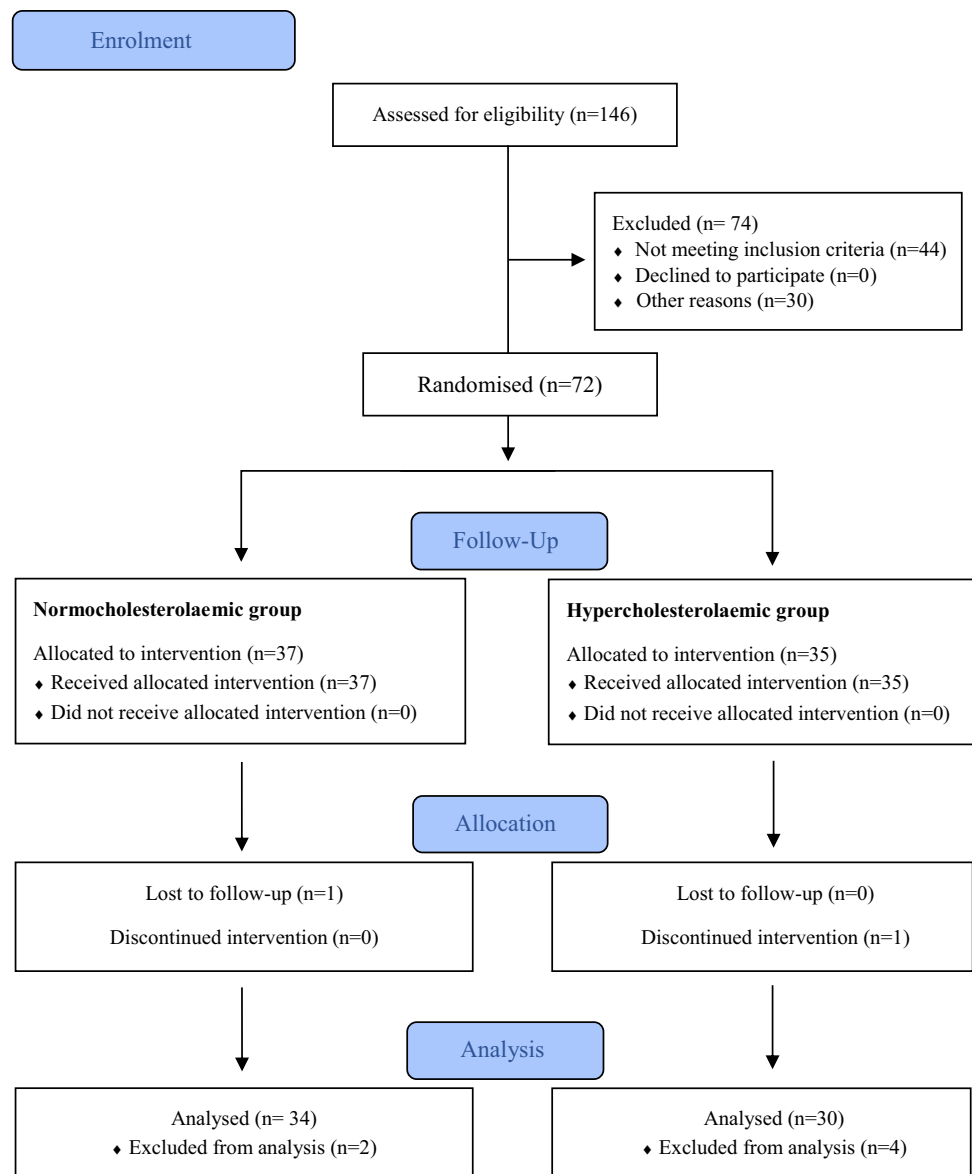 Enrolment
Assessed for eligibility (n=146)
Excluded (n= 74)
♦ Not meeting inclusion criteria (n=44)
♦ Declined to participate (n=0)
♦ Other reasons (n=30)
Randomised (n=72)
Follow-Up
Normocholesterolaemic group
Allocated to intervention (n=37)
♦ Received allocated intervention (n=37)
♦ Did not receive allocated intervention (n=0)
Hypercholesterolaemic group
Allocated to intervention (n=35)
♦ Received allocated intervention (n=35)
♦ Did not receive allocated intervention (n=0)
Allocation
Lost to follow-up (n=1)
Discontinued intervention (n=0)
Lost to follow-up (n=0)
Discontinued intervention (n=1)
Analysis
Analysed (n= 34)
♦ Excluded from analysis (n=2)
Analysed (n=30)
♦ Excluded from analysis (n=4)